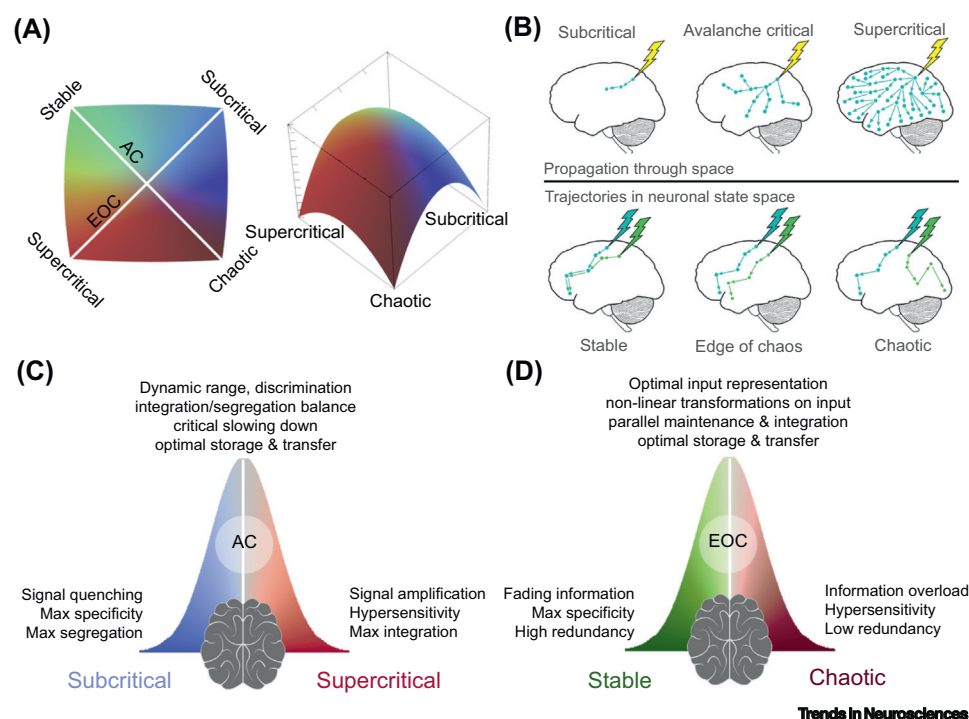 (A)
Stable
Subcritical
AC
EOC
Supercritical
Chaotic
Supercritical
Subcritical
Chaotic
(B)
Subcritical
Avalanche critical
Supercritical
Propagation through space
Trajectories in neuronal state space
Stable
Edge of chaos
Chaotic
(C)
Dynamic range, discrimination
integration/segregation balance
critical slowing down
optimal storage & transfer
AC
Signal quenching
Max specificity
Max segregation
Signal amplification
Hypersensitivity
Max integration
Subcritical
Supercritical
(D)
Optimal input representation
non-linear transformations on input
parallel maintenance & integration
optimal storage & transfer
EOC
Fading information
Max specificity
High redundancy
Information overload
Hypersensitivity
Low redundancy
Stable
Chaotic
Trends in Neurosciences